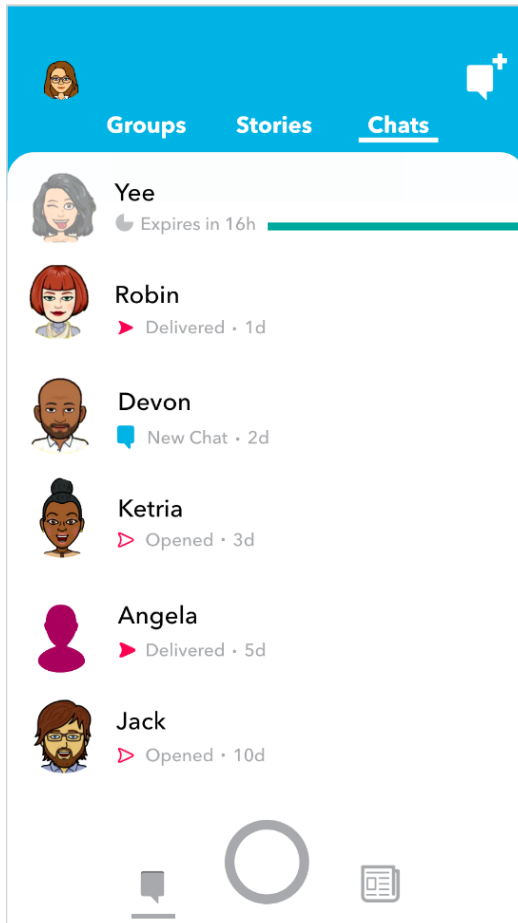 Groups Stories Chats
Yee
Expires in 16h
Robin
Delivered · 1d
Devon
New Chat · 2d
Ketria
Opened · 3d
Angela
Delivered · 5d
Jack
Opened · 10d